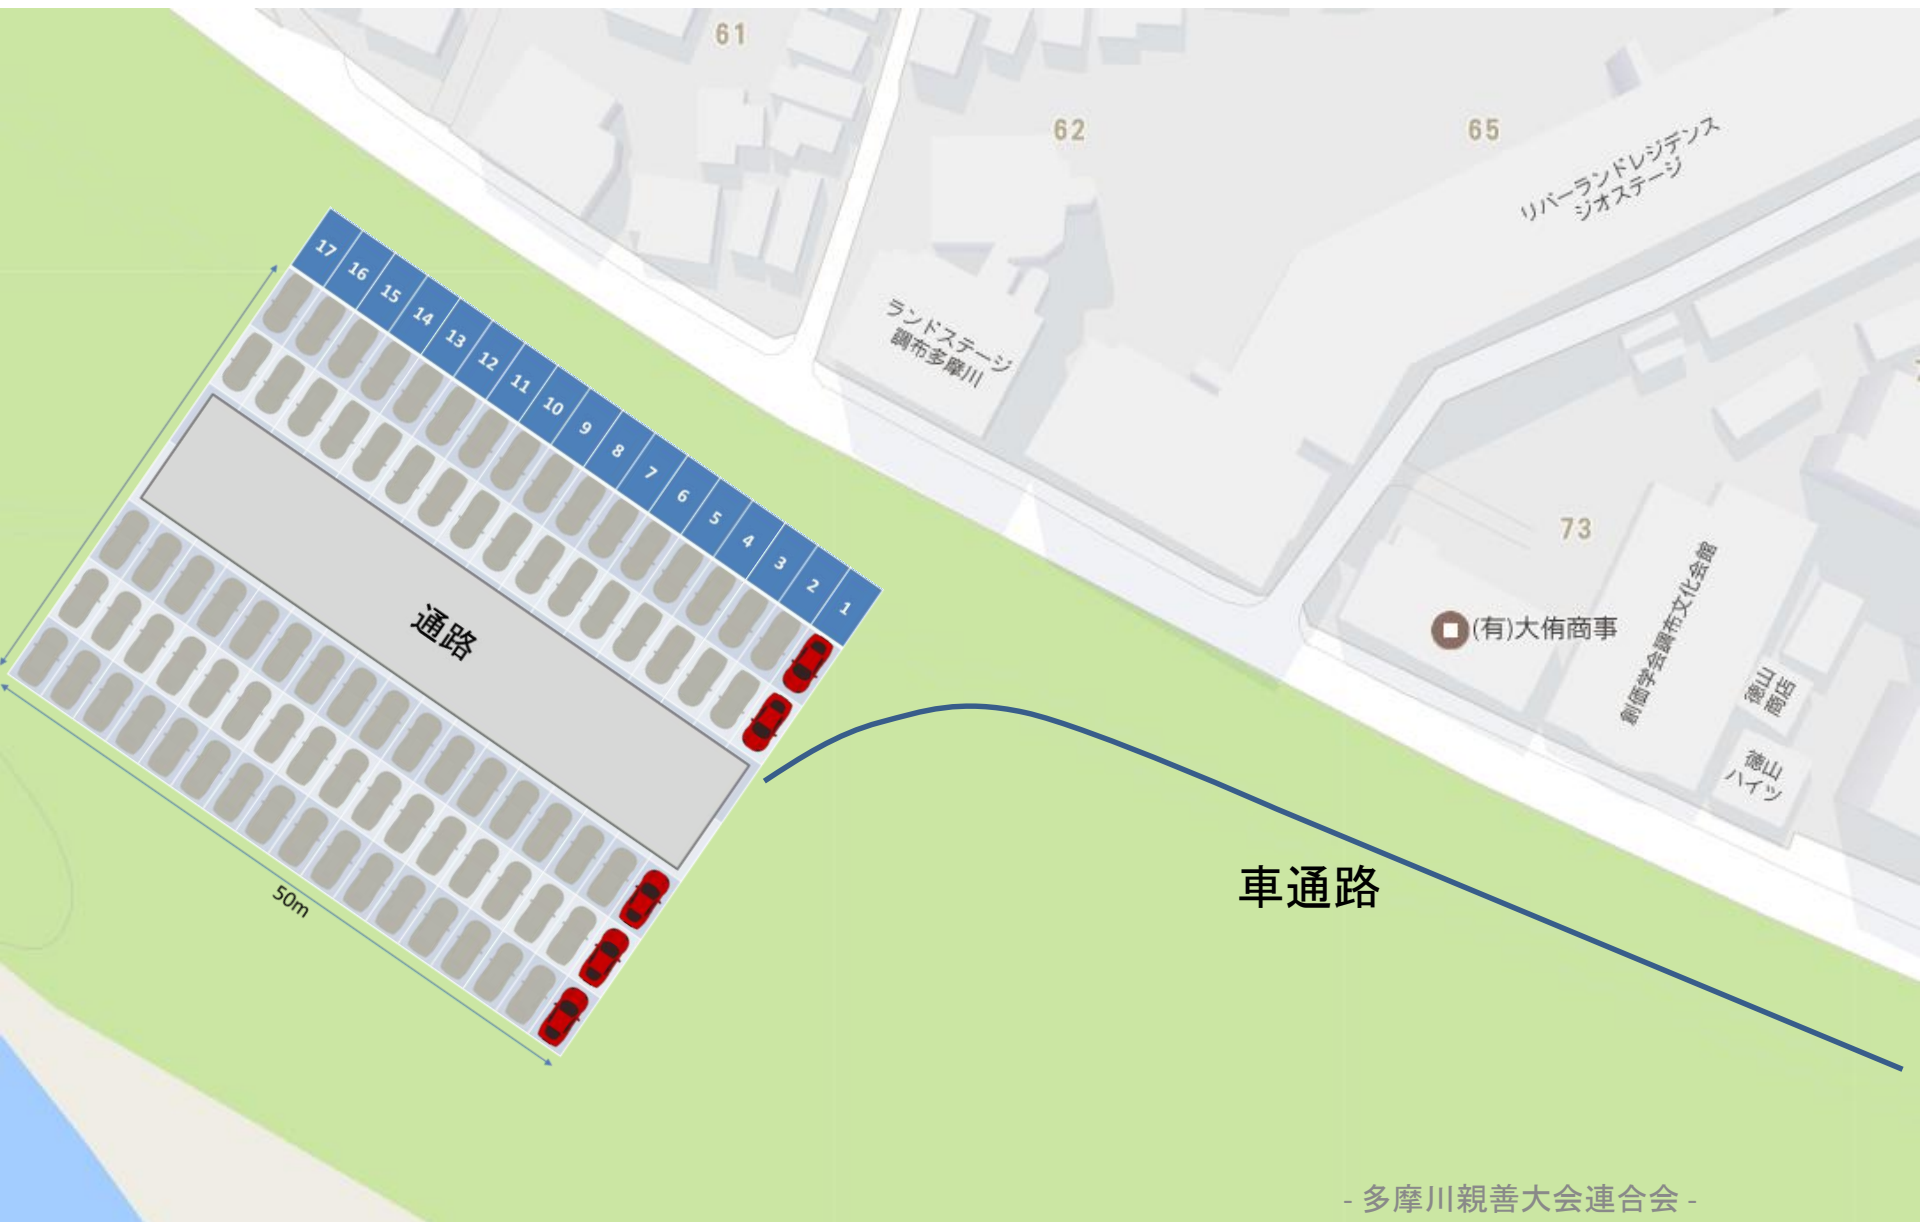 61
62
65
リバーランドレジデンス
ジオステージ
17
16
15
14
13
12
11
10
9
8
7
6
5
4
3
2
1
ランドステージ
調布多摩川
73
(有)大侑商事
創価学会調布文化会館
徳山
商店
徳山
ハイツ
通路
50m
車通路
- 多摩川親善大会連合会 -